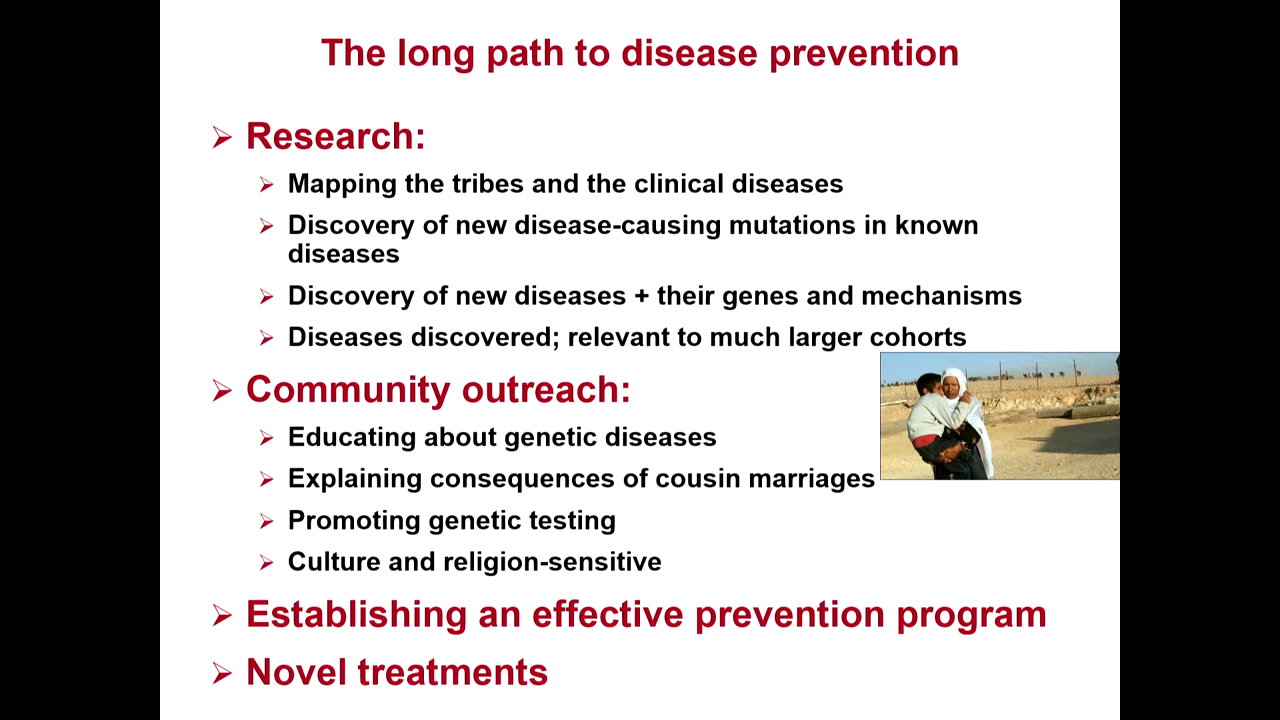 The long path to disease prevention
Research:
Mapping the tribes and the clinical diseases
Discovery of new disease-causing mutations in known
diseases
Discovery of new diseases + their genes and mechanisms
Diseases discovered; relevant to much larger cohorts
Community outreach:
Educating about genetic diseases
Explaining consequences of cousin marriages
Promoting genetic testing
Culture and religion-sensitive
Establishing an effective prevention program
Novel treatments